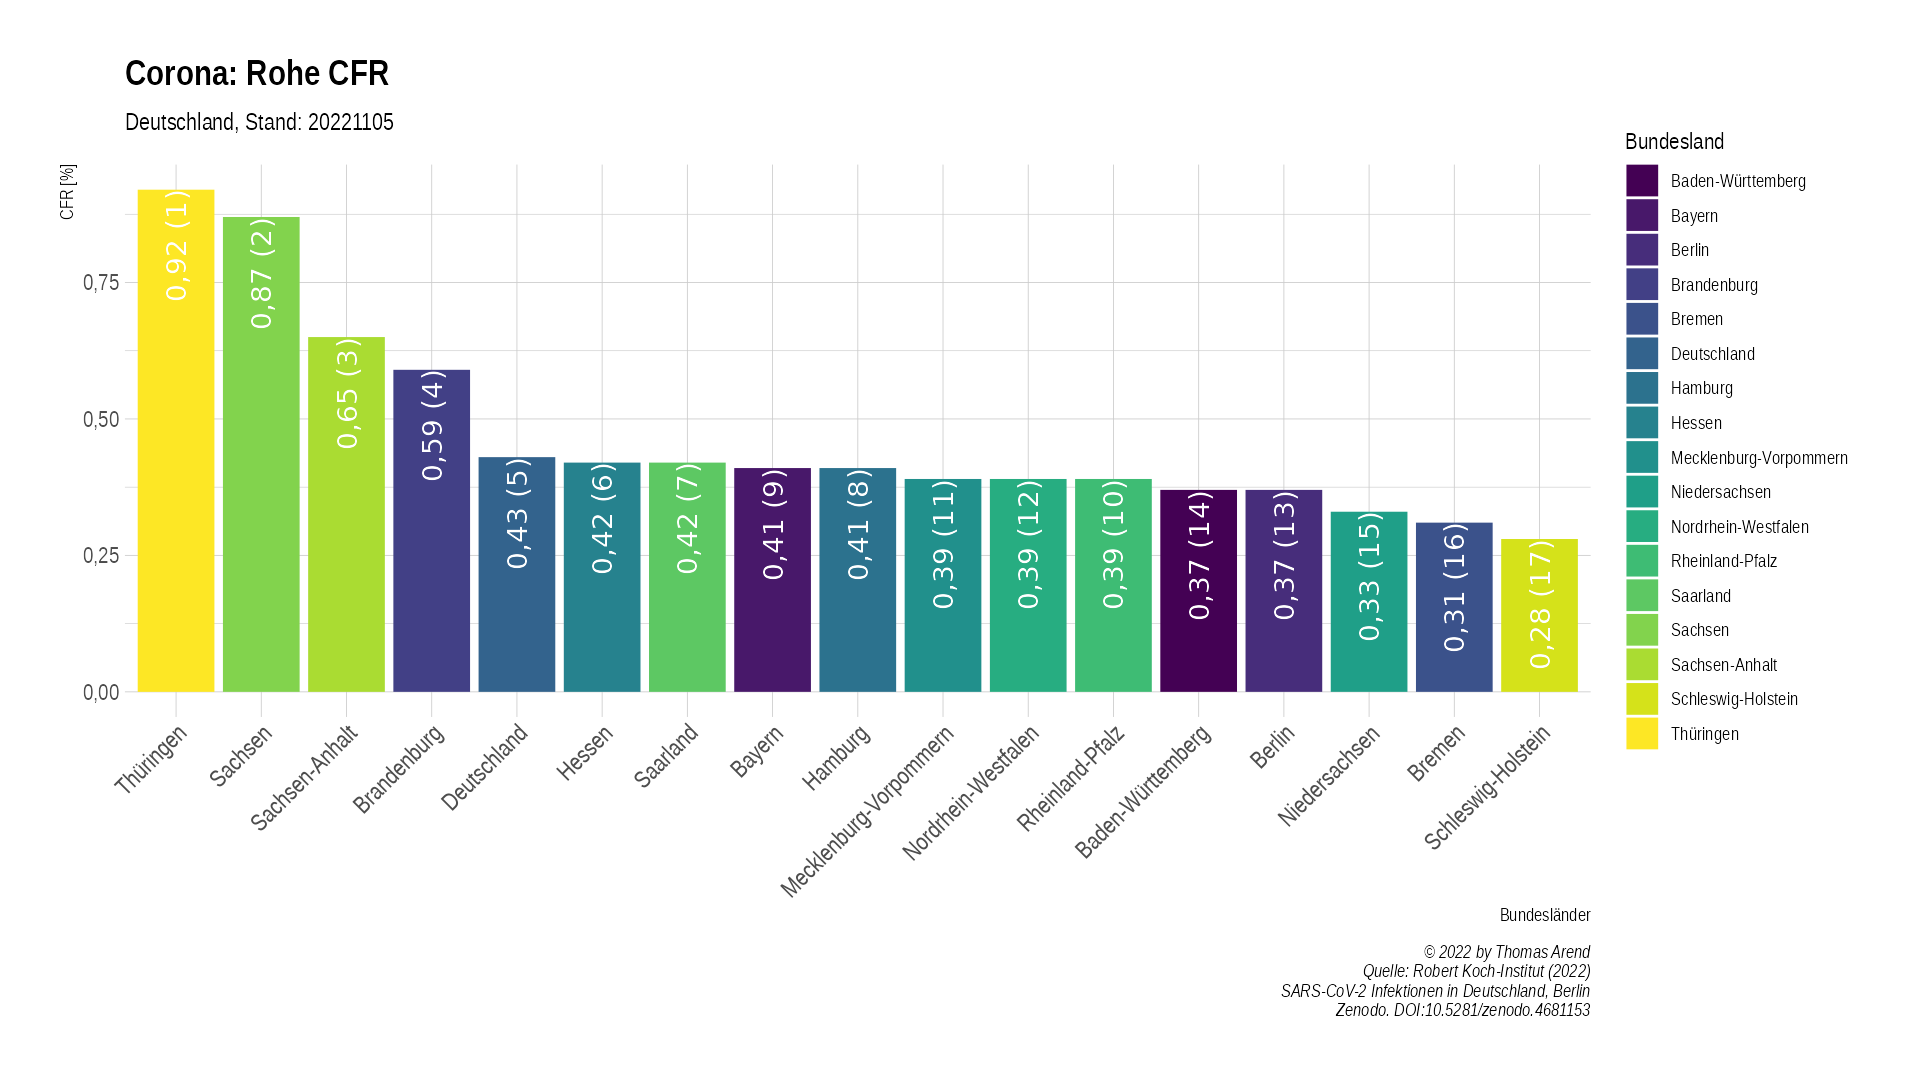 Corona: Rohe CFR
Deutschland, Stand: 20221105
CFR [%]
0,75
0,50
0,25
0,00
0,92 (1)
0,87 (2)
0,65 (3)
0,59 (4)
0,43 (5)
0,42 (6)
0,42 (7)
0,41 (9)
0,41 (8)
0,39 (11)
0,39 (12)
0,39 (10)
0,37 (14)
0,37 (13)
0,33 (15)
0,31 (16)
0,28 (17)
Thüringen
Sachsen
Sachsen-Anhalt
Brandenburg
Deutschland
Hessen
Saarland
Bayern
Hamburg
Mecklenburg-Vorpommern
Nordrhein-Westfalen
Rheinland-Pfalz
Baden-Württemberg
Berlin
Niedersachsen
Bremen
Schleswig-Holstein
Bundesländer
Bundesland
Baden-Württemberg
Bayern
Berlin
Brandenburg
Bremen
Deutschland
Hamburg
Hessen
Mecklenburg-Vorpommern
Niedersachsen
Nordrhein-Westfalen
Rheinland-Pfalz
Saarland
Sachsen
Sachsen-Anhalt
Schleswig-Holstein
Thüringen
© 2022 by Thomas Arend
Quelle: Robert Koch-Institut (2022)
SARS-CoV-2 Infektionen in Deutschland, Berlin
Zenodo. DOI:10.5281/zenodo.4681153